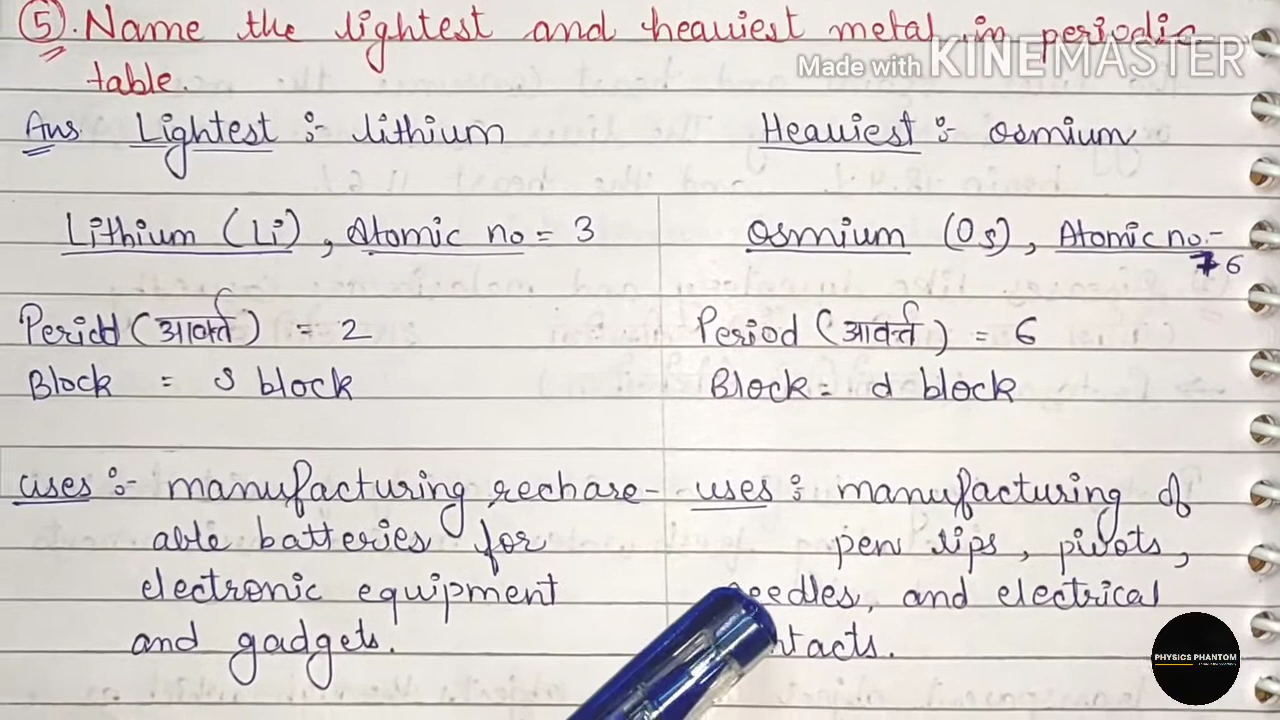 5. Name the lightest and heaviest metal in periodic
table.
Made with KINEMASTER
Ans. Lightest :- lithium
Heaviest :- osmium
Lithium (Li), Atomic no = 3
Period (आवर्त) = 2
Block = s block
uses :- manufacturing rechare-
able batteries for
electronic equipment
and gadgets.
Osmium (Os), Atomic no.-
76
Period (आवर्त) = 6
Block = d block
uses : manufacturing of
pen tips, pivots,
needles, and electrical
PHYSICS PHANTOM